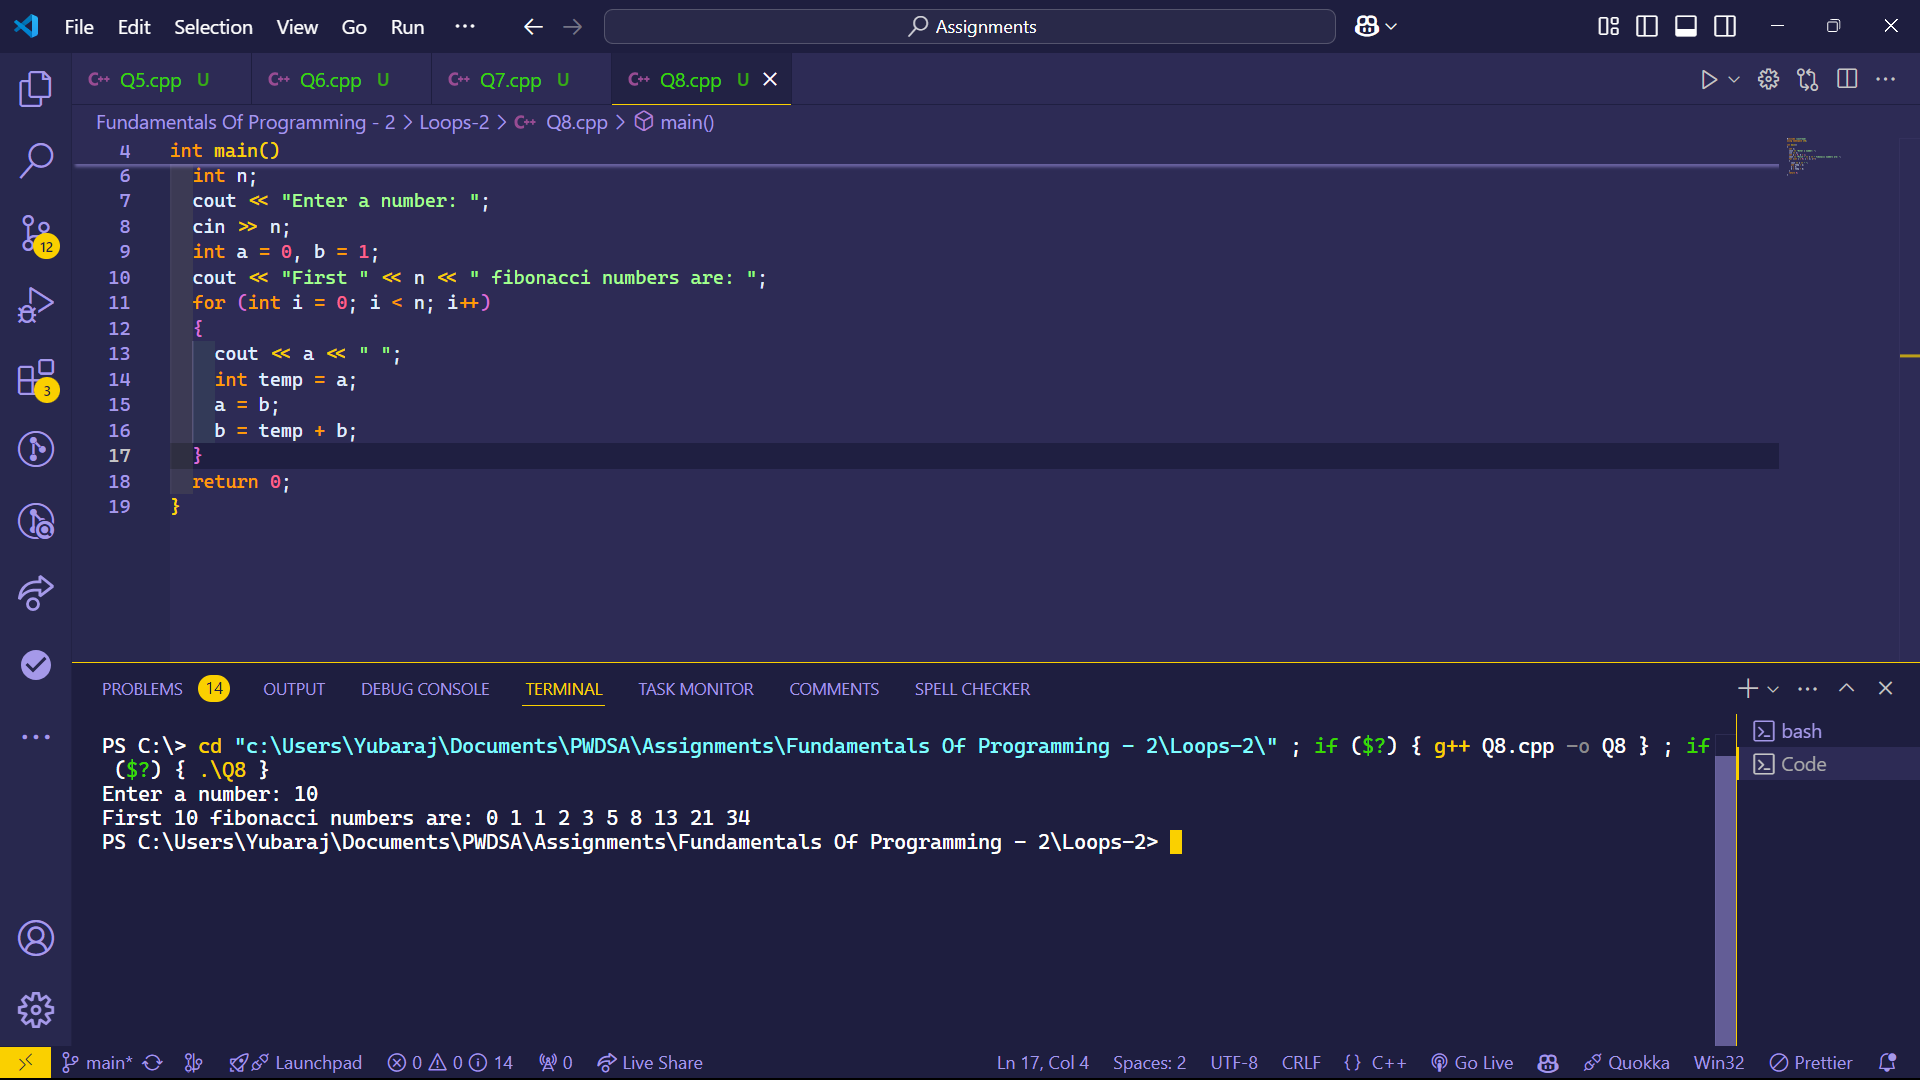 File Edit Selection View Go Run ··· Assignments
Q5.cpp U Q6.cpp U Q7.cpp U Q8.cpp U
Fundamentals Of Programming - 2 > Loops-2 > Q8.cpp > main()
4 int main()
6 int n;
7 cout << "Enter a number: ";
8 cin >> n;
9 int a = 0, b = 1;
10 cout << "First " << n << " fibonacci numbers are: ";
11 for (int i = 0; i < n; i++)
12 {
13 cout << a << " ";
14 int temp = a;
15 a = b;
16 b = temp + b;
17 }
18 return 0;
19 }
12
3
PROBLEMS 14 OUTPUT DEBUG CONSOLE TERMINAL TASK MONITOR COMMENTS SPELL CHECKER
PS C:\> cd "c:\Users\Yubaraj\Documents\PWDSA\Assignments\Fundamentals Of Programming - 2\Loops-2\" ; if ($?) { g++ Q8.cpp -o Q8 } ; if
($?) { .\Q8 }
Enter a number: 10
First 10 fibonacci numbers are: 0 1 1 2 3 5 8 13 21 34
PS C:\Users\Yubaraj\Documents\PWDSA\Assignments\Fundamentals Of Programming - 2\Loops-2>
bash
Code
main* Launchpad 0 0 14 0 Live Share Ln 17, Col 4 Spaces: 2 UTF-8 CRLF {} C++ Go Live Quokka Win32 Prettier